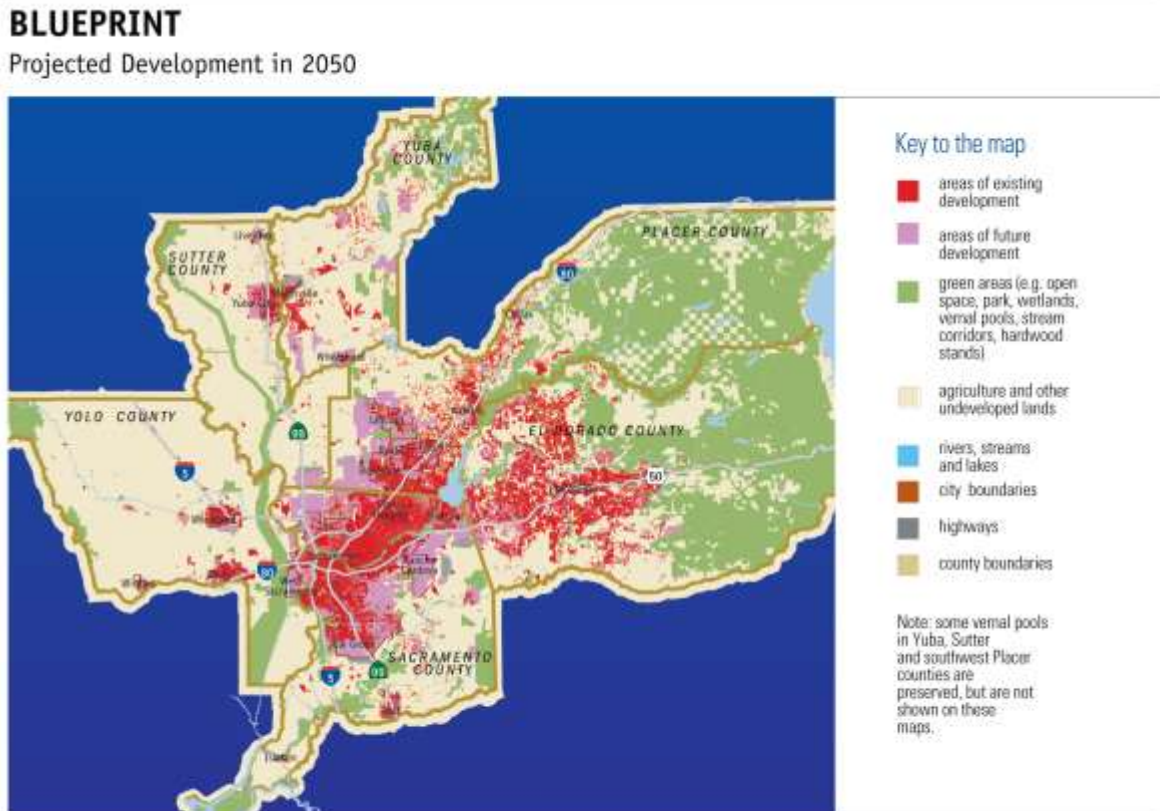 BLUEPRINT
Projected Development in 2050
Key to the map
areas of existing
development
areas of future
development
green areas (e.g. open
space, park, wetlands,
vernal pools, stream
corridors, hardwood
stands)
agriculture and other
undeveloped lands
rivers, streams
and lakes
city boundaries
highways
county boundaries
Note: some vernal pools
in Yuba, Sutter
and southwest Placer
counties are
preserved, but are not
shown on these
maps.
YUBA
COUNTY
PLACER COUNTY
SUTTER
COUNTY
80
YOLO COUNTY
99
EL DORADO COUNTY
5
50
80
SACRAMENTO
COUNTY
99
5